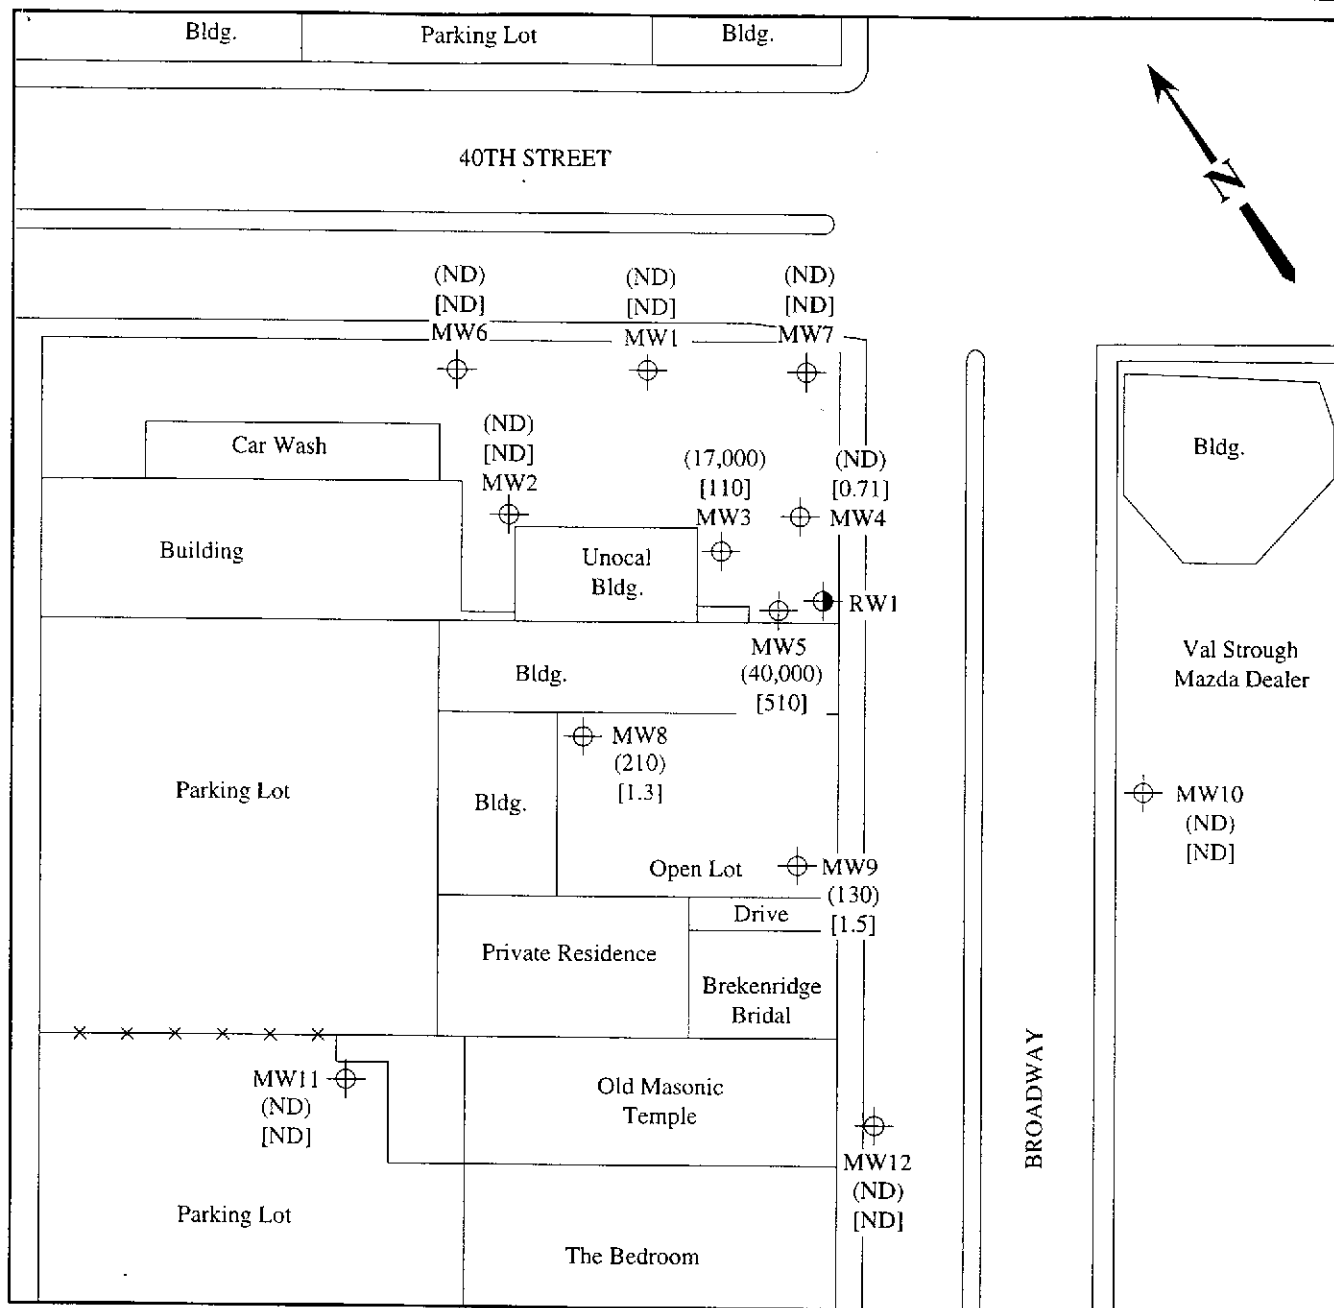 Bldg.
Parking Lot
Bldg.
40TH STREET
N
(ND)
[ND]
MW6
(ND)
[ND]
MW1
(ND)
[ND]
MW7
Car Wash
(ND)
[ND]
MW2
(17,000)
[110]
MW3
(ND)
[0.71]
MW4
Bldg.
Building
Unocal
Bldg.
RW1
MW5
(40,000)
[510]
Bldg.
Val Strough
Mazda Dealer
MW8
(210)
[1.3]
Parking Lot
Bldg.
MW10
(ND)
[ND]
Open Lot
MW9
(130)
[1.5]
Drive
Private Residence
Brekenridge
Bridal
BROADWAY
MW11
(ND)
[ND]
Old Masonic
Temple
MW12
(ND)
[ND]
Parking Lot
The Bedroom